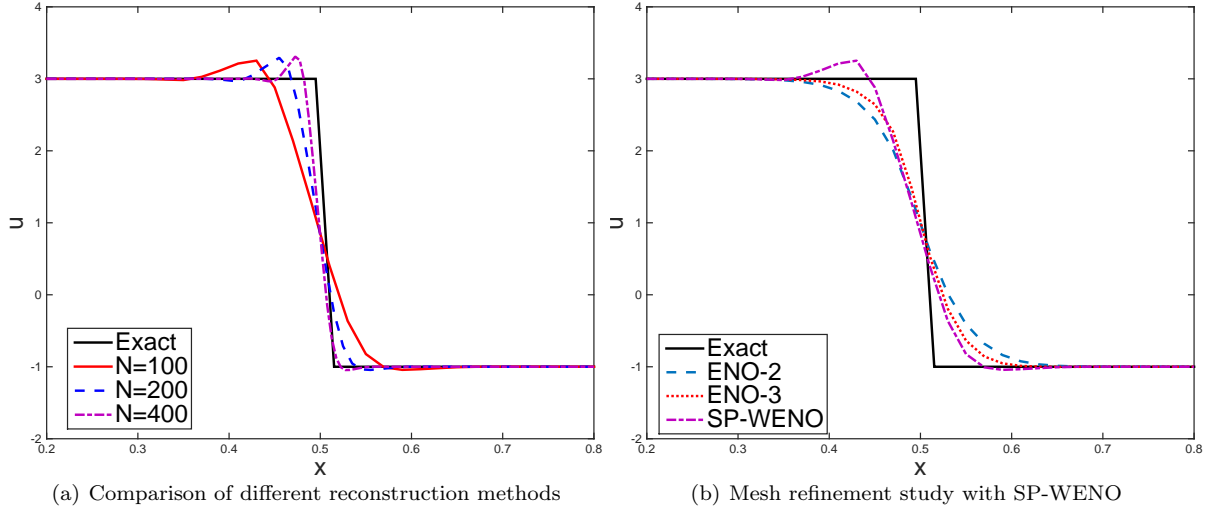 4
3
2
1
0
-1
-2
u
0.2 0.3 0.4 0.5 0.6 0.7 0.8
x
Exact
N=100
N=200
N=400
(a) Comparison of different reconstruction methods
4
3
2
1
0
-1
-2
u
0.2 0.3 0.4 0.5 0.6 0.7 0.8
x
Exact
ENO-2
ENO-3
SP-WENO
(b) Mesh refinement study with SP-WENO